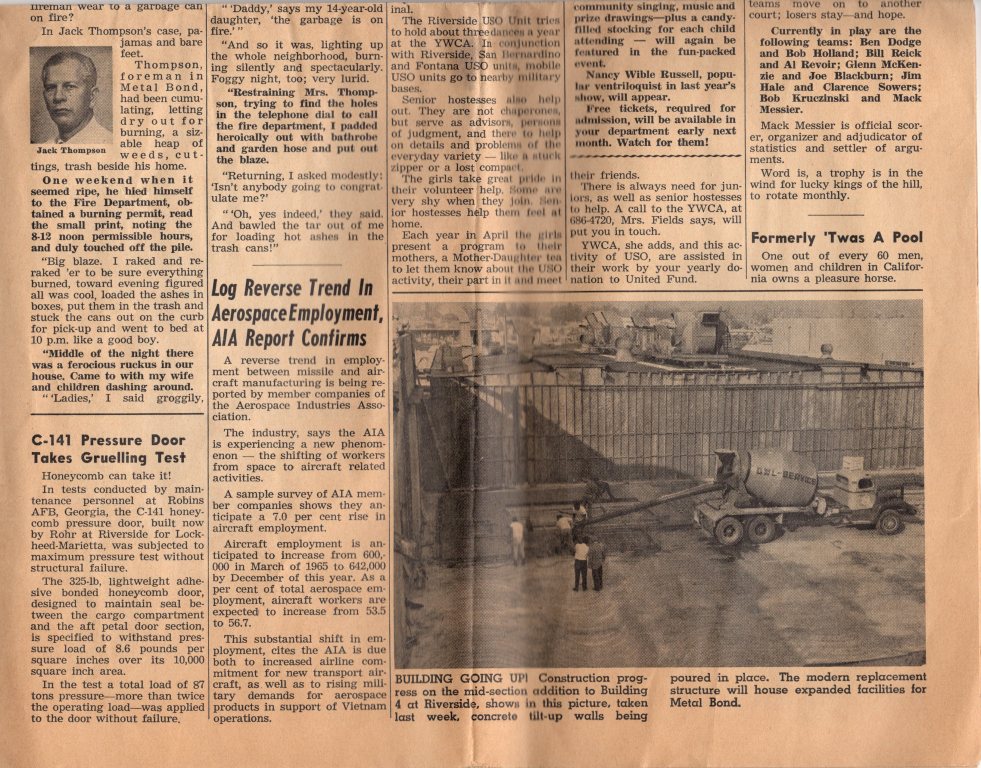 fireman wear to a garbage can
on fire?
In Jack Thompson's case, pa-
jamas and bare
feet.
Thompson,
foreman in
Metal Bond,
had been cumu-
lating, letting
dry out for
burning, a siz-
able heap of
weeds, cut-
tings, trash beside his home.
Jack Thompson
One weekend when it
seemed ripe, he hied himself
to the Fire Department, ob-
tained a burning permit, read
the small print, noting the
8-12 noon permissible hours,
and duly touched off the pile.
"Big blaze. I raked and re-
raked 'er to be sure everything
burned, toward evening figured
all was cool, loaded the ashes in
boxes, put them in the trash and
stuck the cans out on the curb
for pick-up and went to bed at
10 p.m. like a good boy.
"Middle of the night there
was a ferocious ruckus in our
house. Came to with my wife
and children dashing around.
"'Ladies,' I said groggily,
C-141 Pressure Door
Takes Gruelling Test
Honeycomb can take it!
In tests conducted by main-
tenance personnel at Robins
AFB, Georgia, the C-141 honey-
comb pressure door, built now
by Rohr at Riverside for Lock-
heed-Marietta, was subjected to
maximum pressure test without
structural failure.
The 325-lb, lightweight adhe-
sive bonded honeycomb door,
designed to maintain seal be-
tween the cargo compartment
and the aft petal door section,
is specified to withstand pres-
sure load of 8.6 pounds per
square inches over its 10,000
square inch area.
In the test a total load of 87
tons pressure—more than twice
the operating load—was applied
to the door without failure.
"'Daddy,' says my 14-year-old
daughter, 'the garbage is on
fire.'"
"And so it was, lighting up
the whole neighborhood, burn-
ing silently and spectacularly.
Foggy night, too; very lurid.
"Restraining Mrs. Thomp-
son, trying to find the holes
in the telephone dial to call
the fire department, I padded
heroically out with bathrobe
and garden hose and put out
the blaze.
"Returning, I asked modestly:
'Isn't anybody going to congrat-
ulate me?'
"'Oh, yes indeed,' they said.
And bawled the tar out of me
for loading hot ashes in the
trash cans!"
Log Reverse Trend In
Aerospace Employment,
AIA Report Confirms
A reverse trend in employ-
ment between missile and air-
craft manufacturing is being re-
ported by member companies of
the Aerospace Industries Asso-
ciation.
The industry, says the AIA
is experiencing a new phenom-
enon — the shifting of workers
from space to aircraft related
activities.
A sample survey of AIA mem-
ber companies shows they an-
ticipate a 7.0 per cent rise in
aircraft employment.
Aircraft employment is an-
ticipated to increase from 600,-
000 in March of 1965 to 642,000
by December of this year. As a
per cent of total aerospace em-
ployment, aircraft workers are
expected to increase from 53.5
to 56.7.
This substantial shift in em-
ployment, cites the AIA is due
both to increased airline com-
mitment for new transport air-
craft, as well as to rising mili-
tary demands for aerospace
products in support of Vietnam
operations.
inal.
The Riverside USO Unit tries
to hold about three dances a year
at the YWCA. In conjunction
with Riverside, San Bernardino
and Fontana USO units, mobile
USO units go to nearby military
bases.
Senior hostesses also help
out. They are not chaperones,
but serve as advisors, persons
of judgment, and there to help
on details and problems of the
everyday variety — like a stuck
zipper or a lost compact.
The girls take great pride in
their volunteer help. Some are
very shy when they join. Sen-
ior hostesses help them feel at
home.
Each year in April the girls
present a program to their
mothers, a Mother-Daughter tea
to let them know about the USO
activity, their part in it and meet
community singing, music and
prize drawings—plus a candy-
filled stocking for each child
attending — will again be
featured in the fun-packed
event.
Nancy Wible Russell, popu-
lar ventriloquist in last year's
show, will appear.
Free tickets, required for
admission, will be available in
your department early next
month. Watch for them!
their friends.
There is always need for jun-
iors, as well as senior hostesses
to help. A call to the YWCA, at
686-4720, Mrs. Fields says, will
put you in touch.
YWCA, she adds, and this ac-
tivity of USO, are assisted in
their work by your yearly do-
nation to United Fund.
teams move on to another
court; losers stay—and hope.
Currently in play are the
following teams: Ben Dodge
and Bob Holland; Bill Reick
and Al Revoir; Glenn McKen-
zie and Joe Blackburn; Jim
Hale and Clarence Sowers;
Bob Kruczinski and Mack
Messier.
Mack Messier is official scor-
er, organizer and adjudicator of
statistics and settler of argu-
ments.
Word is, a trophy is in the
wind for lucky kings of the hill,
to rotate monthly.
Formerly 'Twas A Pool
One out of every 60 men,
women and children in Califor-
nia owns a pleasure horse.
OWL-SERVICE
BUILDING GOING UP! Construction prog-
ress on the mid-section addition to Building
4 at Riverside, shows in this picture, taken
last week, concrete tilt-up walls being
poured in place. The modern replacement
structure will house expanded facilities for
Metal Bond.